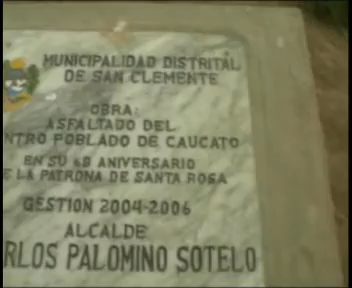 MUNICIPALIDAD DISTRITAL
DE SAN CLEMENTE
OBRA:
ASFALTADO DEL
NTRO POBLADO DE CAUCATO
EN SU 60 ANIVERSARIO
E LA PATRONA DE SANTA ROSA
GESTION 2004-2006
ALCALDE
RLOS PALOMINO SOTELO